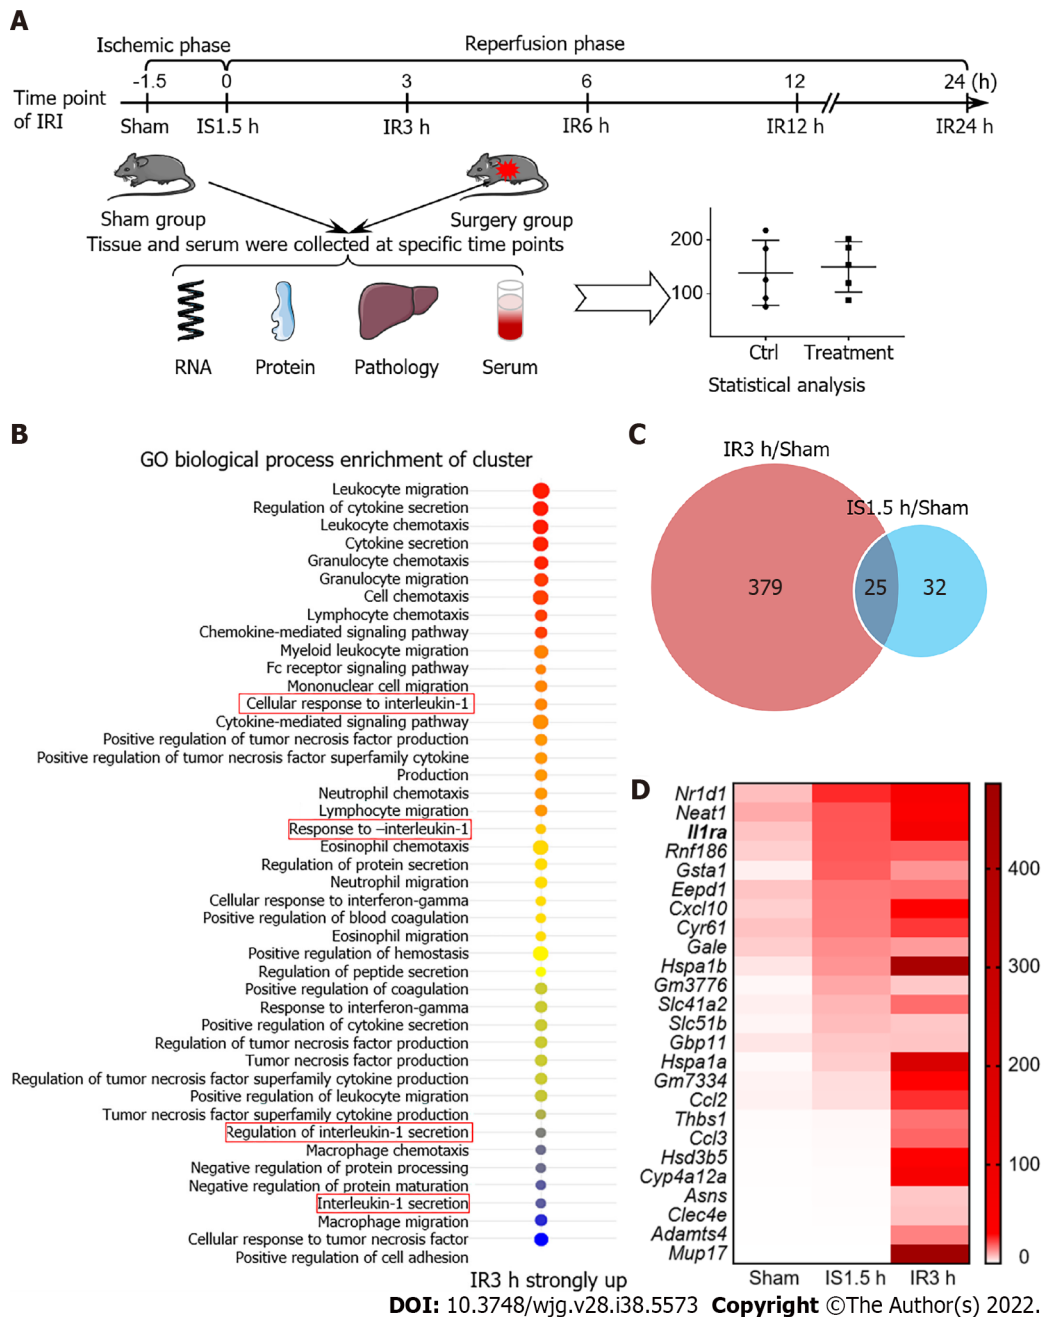 A
Ischemic phase
Reperfusion phase
-1.5 0 3 6 12 24 (h)
Time point
of IRI
Sham IS1.5 h IR3 h IR6 h IR12 h IR24 h
Sham group
Surgery group
Tissue and serum were collected at specific time points
RNA Protein Pathology Serum
200
100
Ctrl Treatment
Statistical analysis
B
GO biological process enrichment of cluster
Leukocyte migration
Regulation of cytokine secretion
Leukocyte chemotaxis
Cytokine secretion
Granulocyte chemotaxis
Granulocyte migration
Cell chemotaxis
Lymphocyte chemotaxis
Chemokine-mediated signaling pathway
Myeloid leukocyte migration
Fc receptor signaling pathway
Mononuclear cell migration
Cellular response to interleukin-1
Cytokine-mediated signaling pathway
Positive regulation of tumor necrosis factor production
Positive regulation of tumor necrosis factor superfamily cytokine
Production
Neutrophil chemotaxis
Lymphocyte migration
Response to –interleukin-1
Eosinophil chemotaxis
Regulation of protein secretion
Neutrophil migration
Cellular response to interferon-gamma
Positive regulation of blood coagulation
Eosinophil migration
Positive regulation of hemostasis
Regulation of peptide secretion
Positive regulation of coagulation
Response to interferon-gamma
Positive regulation of cytokine secretion
Regulation of tumor necrosis factor production
Tumor necrosis factor production
Regulation of tumor necrosis factor superfamily cytokine production
Positive regulation of leukocyte migration
Tumor necrosis factor superfamily cytokine production
Regulation of interleukin-1 secretion
Macrophage chemotaxis
Negative regulation of protein processing
Negative regulation of protein maturation
Interleukin-1 secretion
Macrophage migration
Cellular response to tumor necrosis factor
Positive regulation of cell adhesion
IR3 h strongly up
C
IR3 h/Sham
IS1.5 h/Sham
379 25 32
D
Nr1d1
Neat1
Il1ra
Rnf186
Gsta1
Eepd1
Cxcl10
Cyr61
Gale
Hspa1b
Gm3776
Slc41a2
Slc51b
Gbp11
Hspa1a
Gm7334
Ccl2
Thbs1
Ccl3
Hsd3b5
Cyp4a12a
Asns
Clec4e
Adamts4
Mup17
Sham IS1.5 h IR3 h
400
300
200
100
0
DOI: 10.3748/wjg.v28.i38.5573 Copyright ©The Author(s) 2022.